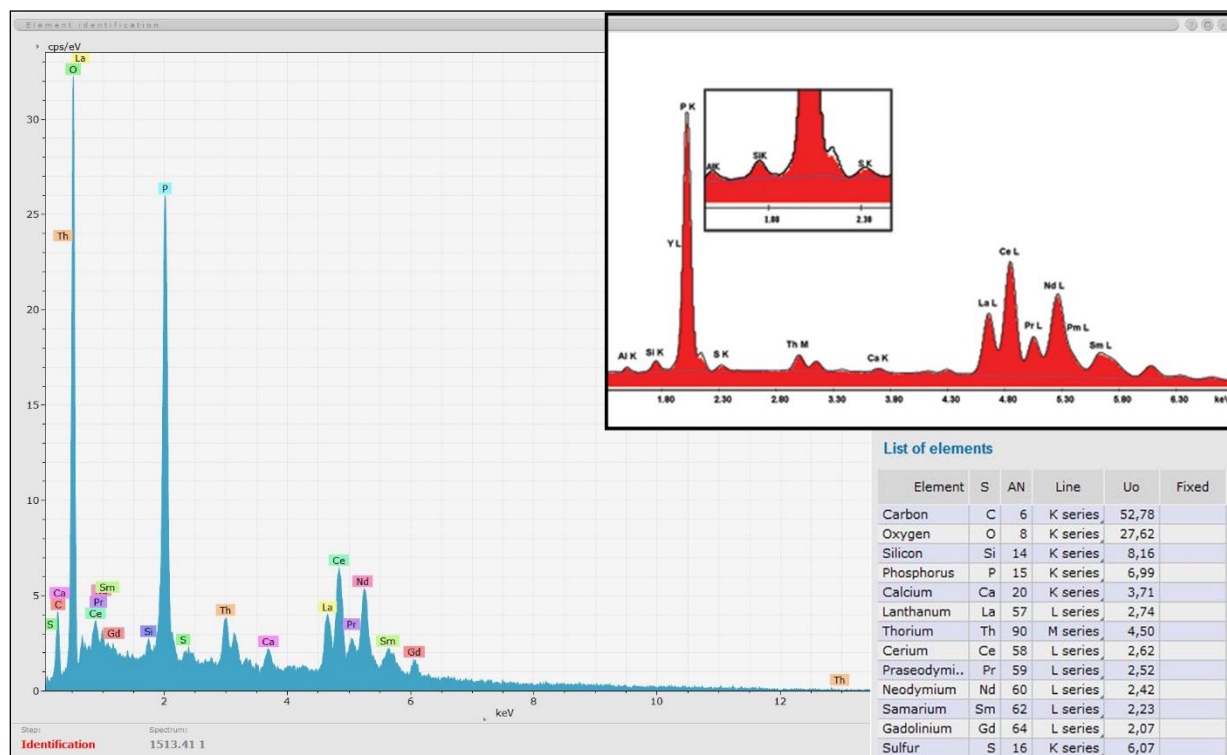 Element identification
cps/eV
La
O
30
P
25
Th
20
15
10
Ce
Nd
5
Ca
Sm
C
Pr
La
S
Ce
Th
Pr
Gd
Si
S
Ca
Sm
Gd
Th
0
2
4
6
8
10
12
keV
Step:
Spectrum:
Identification
1513.41 1
P K
Al K
Si K
S K
1.80
2.30
Y L
Ce L
La L
Nd L
Pr L
Pm L
Sm L
Al K
Si K
S K
Th M
Ca K
1.80
2.30
2.80
3.30
3.80
4.30
4.80
5.30
5.80
6.30
List of elements
Element S AN Line Uo Fixed
Carbon C 6 K series 52,78
Oxygen O 8 K series 27,62
Silicon Si 14 K series 8,16
Phosphorus P 15 K series 6,99
Calcium Ca 20 K series 3,71
Lanthanum La 57 L series 2,74
Thorium Th 90 M series 4,50
Cerium Ce 58 L series 2,62
Praseodymi.. Pr 59 L series 2,52
Neodymium Nd 60 L series 2,42
Samarium Sm 62 L series 2,23
Gadolinium Gd 64 L series 2,07
Sulfur S 16 K series 6,07